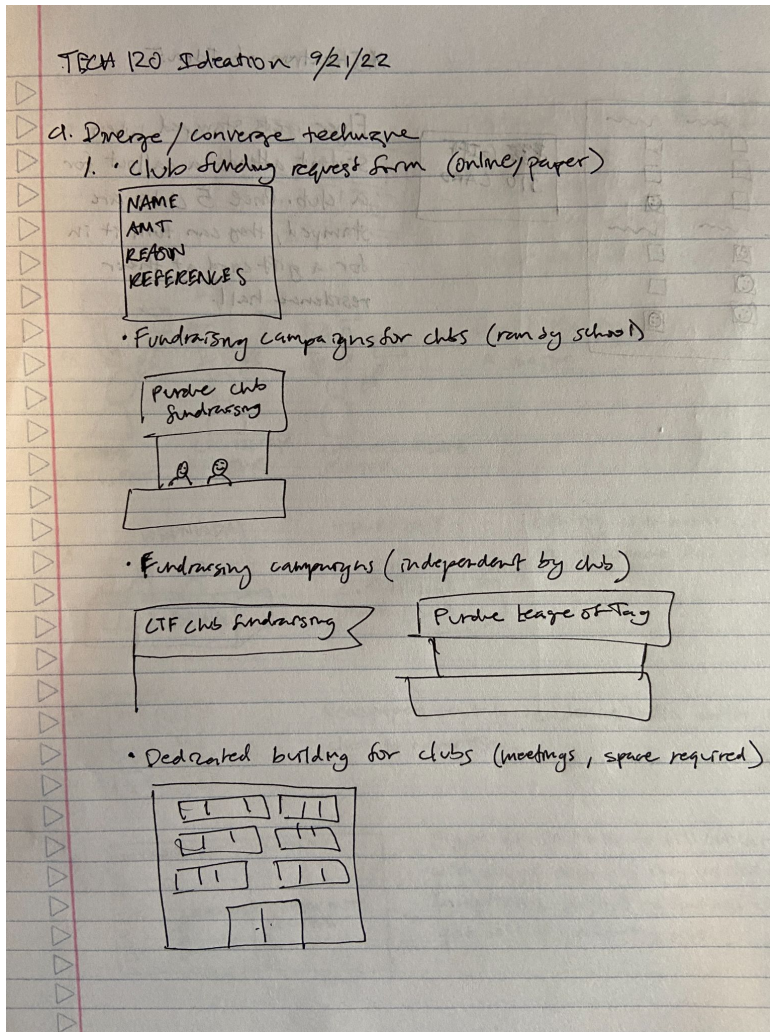 TECH 120 Ideation 9/21/22
a. Diverge / converge technique
1. • Club funding request form (online/paper)
NAME
AMT
REASON
REFERENCES
• Fundraising campaigns for clubs (ran by school)
Purdue club
fundraising
• Fundraising campaigns (independent by club)
CTF club fundraising
Purdue League of Tag
• Dedicated building for clubs (meetings, space required)